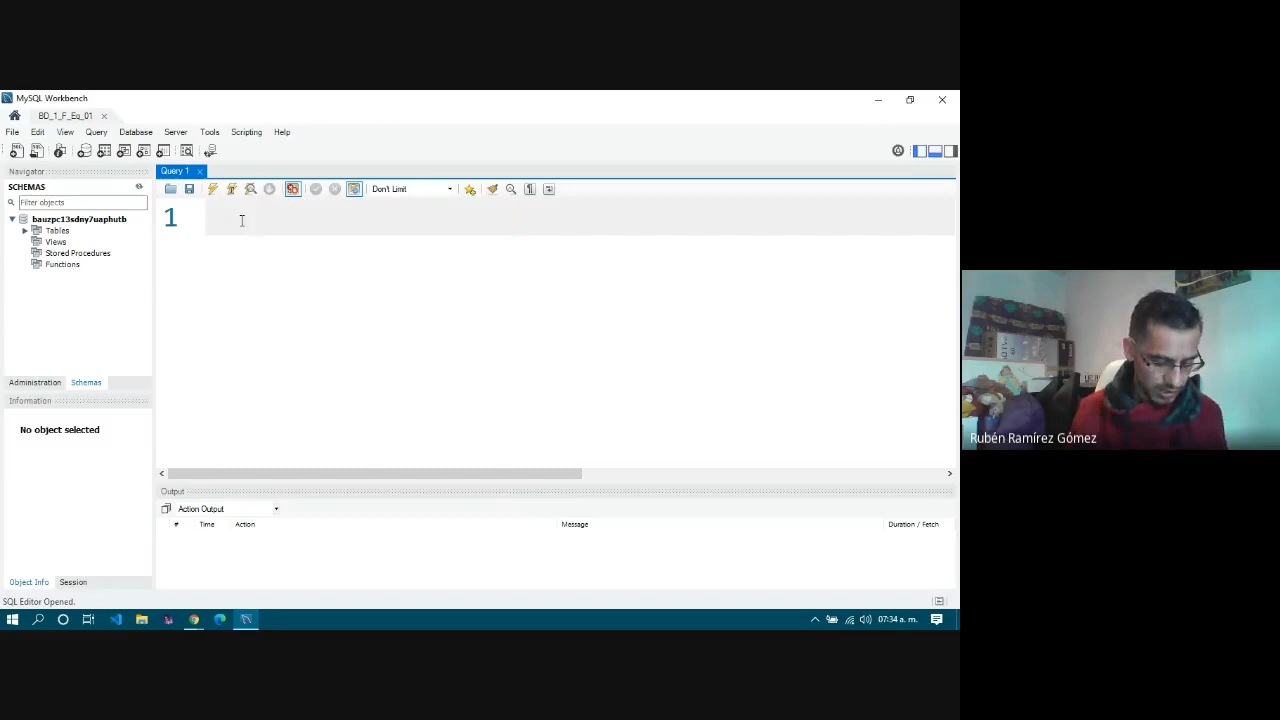 MySQL Workbench
BD_1_F_Eq_01
File Edit View Query Database Server Tools Scripting Help
Navigator
Query 1
SCHEMAS
Don't Limit
Filter objects
1
bauzpc13sdny7uaphutb
Tables
Views
Stored Procedures
Functions
Administration Schemas
Information
No object selected
Output
Action Output
# Time Action Message Duration / Fetch
Object Info Session
SQL Editor Opened.
07:34 a. m.
Rubén Ramírez Gómez